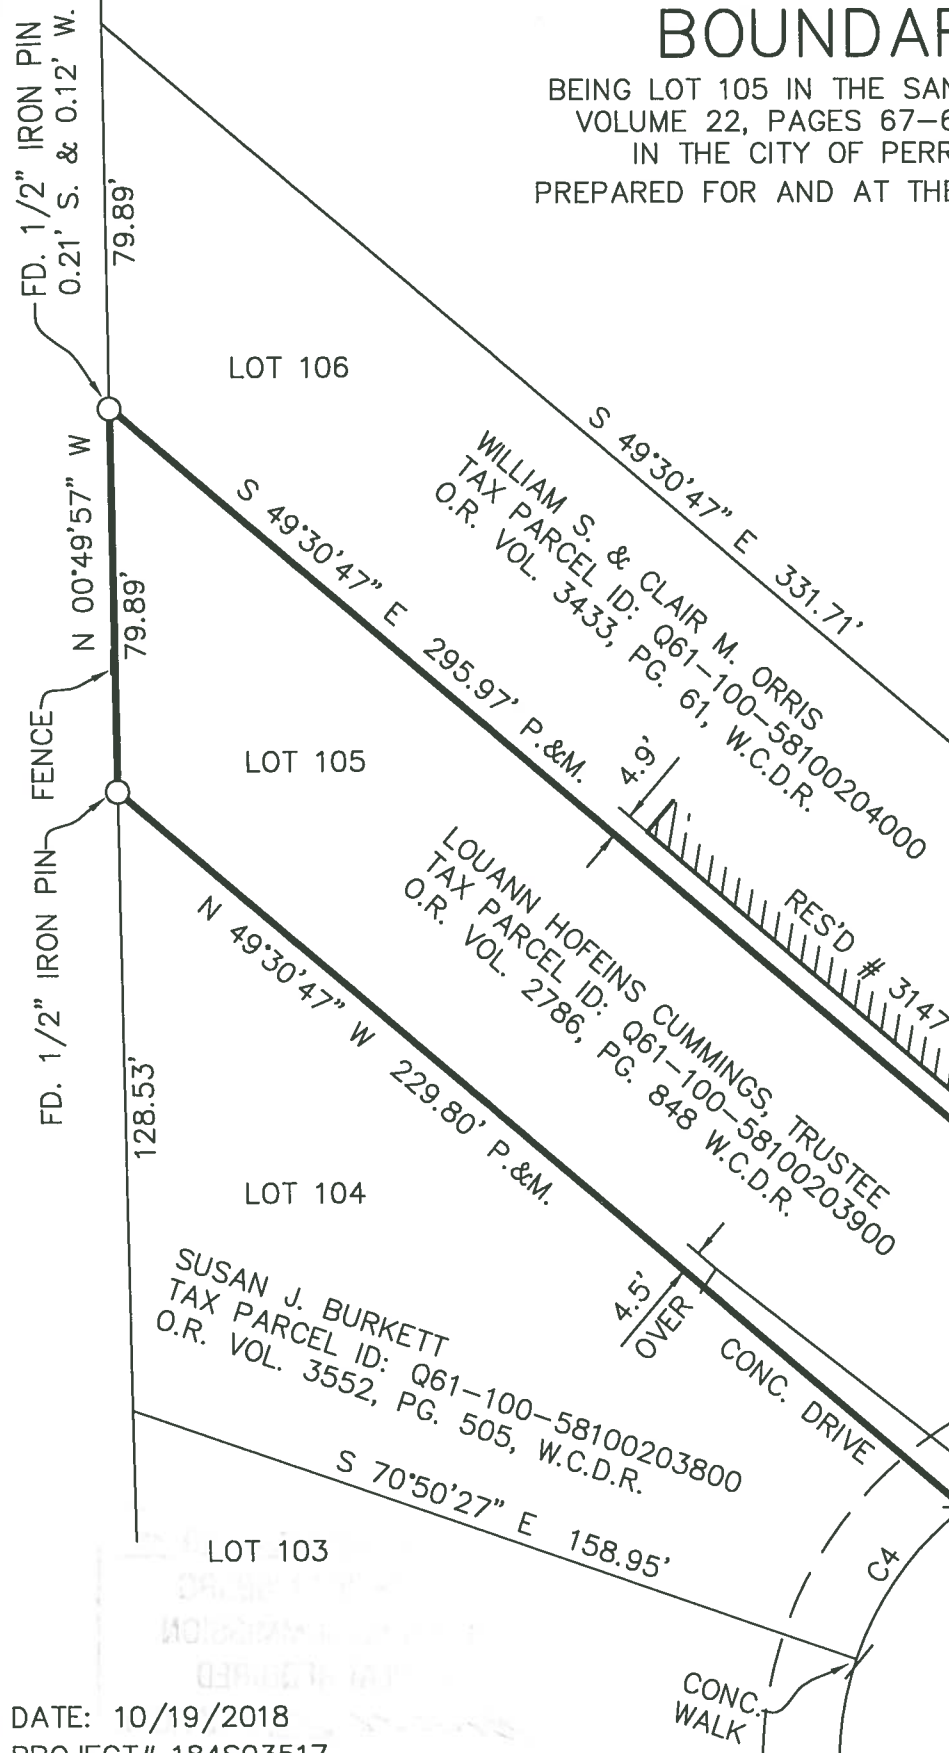 BOUNDAR
BEING LOT 105 IN THE SAN
VOLUME 22, PAGES 67-6
IN THE CITY OF PERR
PREPARED FOR AND AT THE
FD. 1/2" IRON PIN
0.21' S. & 0.12' W.
79.89'
LOT 106
S 49°30'47" E 331.71'
WILLIAM S. & CLAIR M. ORRIS
TAX PARCEL ID: Q61-100-58100204000
O.R. VOL. 3433, PG. 61, W.C.D.R.
N 00°49'57" W
79.89'
S 49°30'47" E 295.97' P.&M.
4.9'
RES'D # 3147
FENCE
LOT 105
FD. 1/2" IRON PIN
LOUANN HOFEINS CUMMINGS, TRUSTEE
TAX PARCEL ID: Q61-100-58100203900
O.R. VOL. 2786, PG. 848 W.C.D.R.
N 49°30'47" W 229.80' P.&M.
128.53'
LOT 104
4.5'
OVER
CONC. DRIVE
SUSAN J. BURKETT
TAX PARCEL ID: Q61-100-58100203800
O.R. VOL. 3552, PG. 505, W.C.D.R.
S 70°50'27" E 158.95'
LOT 103
C4
CONC.
WALK
DATE: 10/19/2018
PROJECT# 184S03517